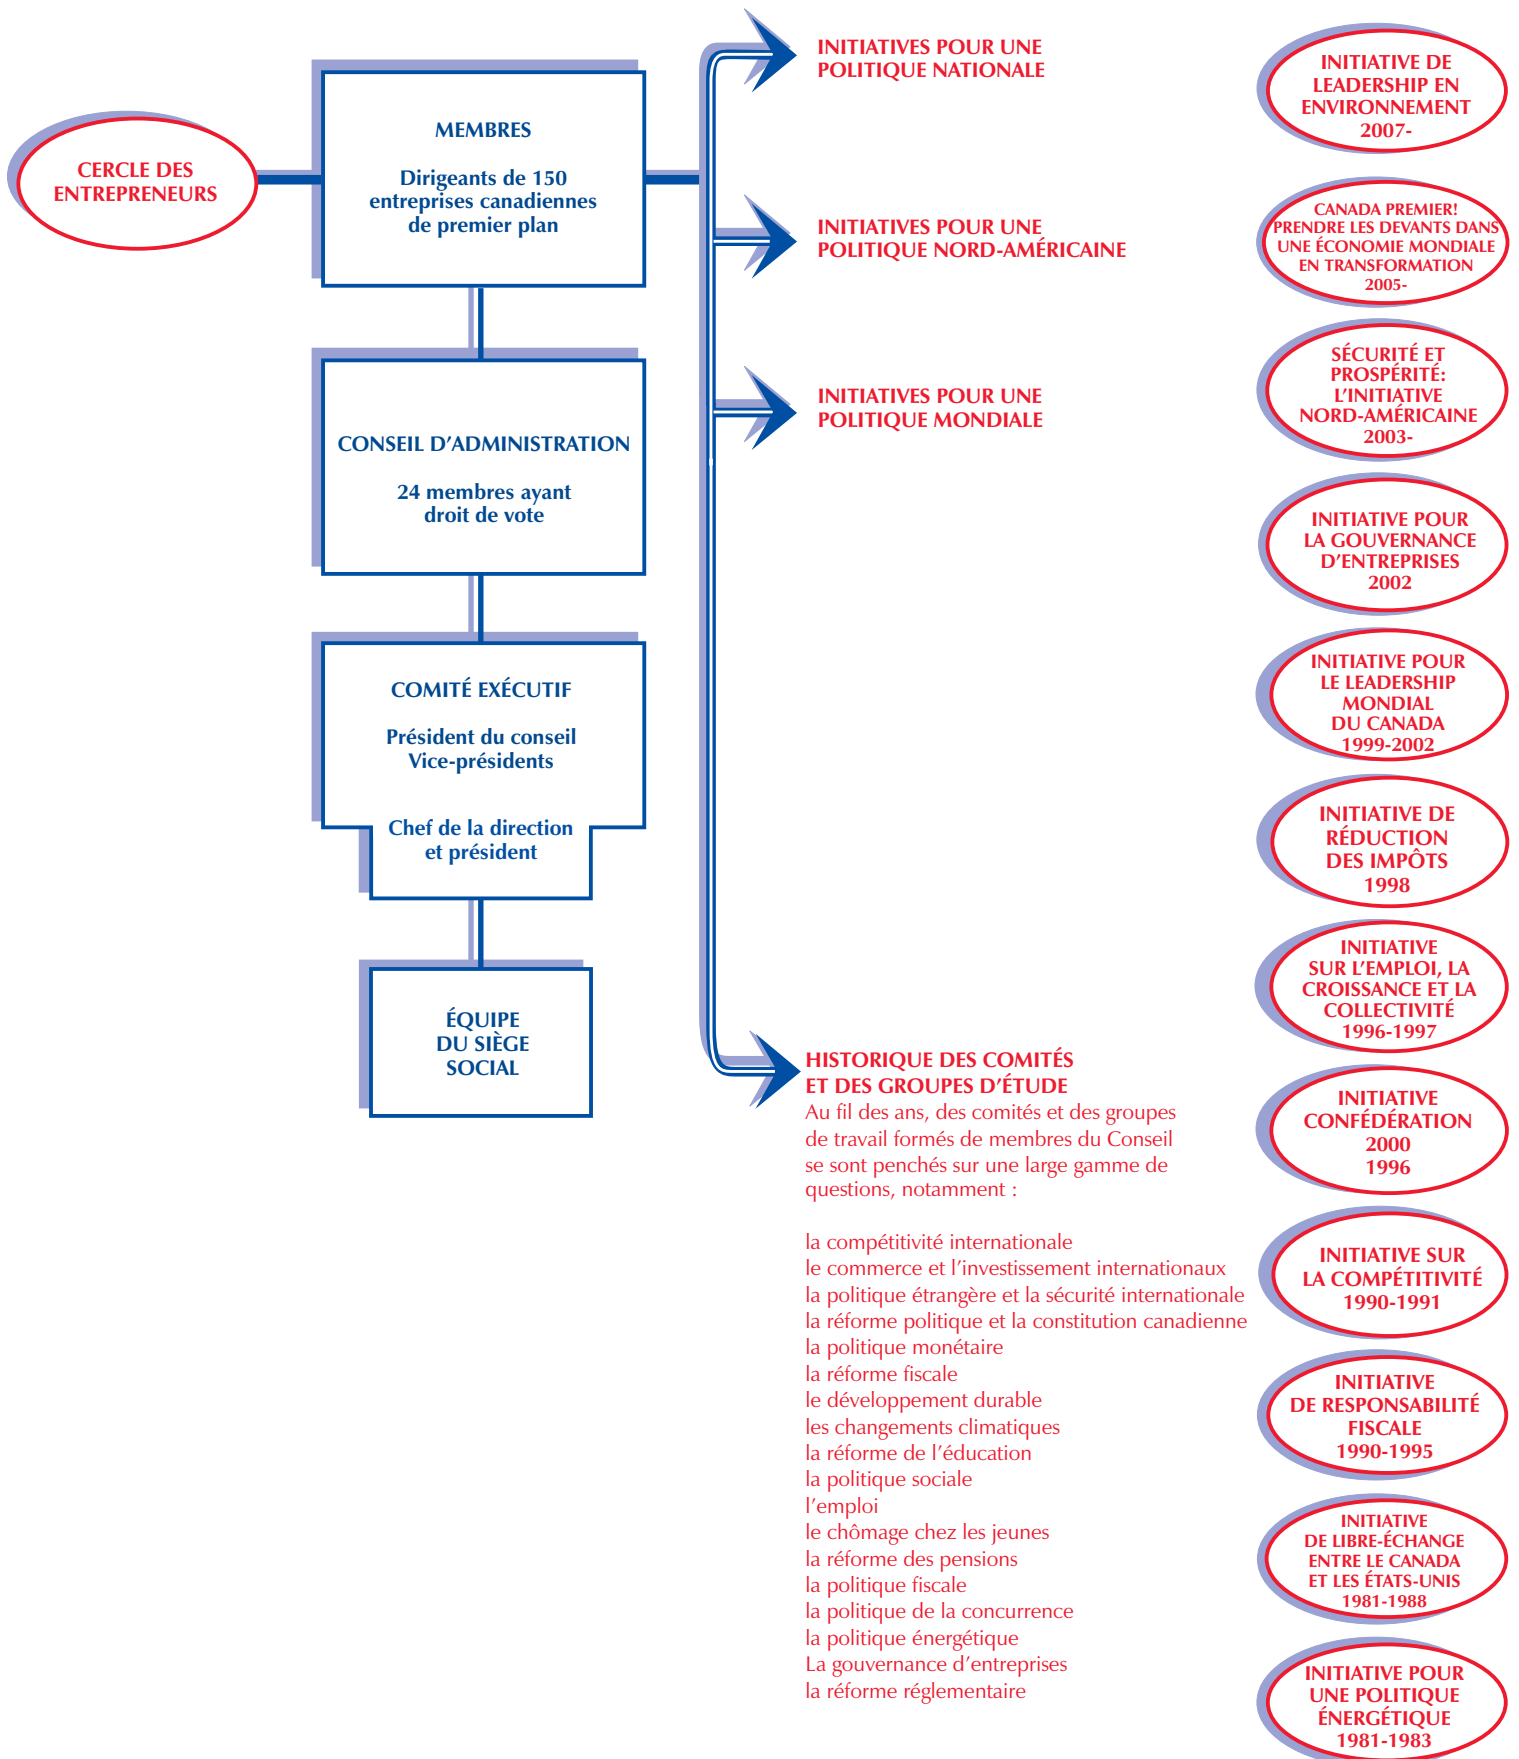 CERCLE DES
ENTREPRENEURS
MEMBRES
Dirigeants de 150
entreprises canadiennes
de premier plan
CONSEIL D’ADMINISTRATION
24 membres ayant
droit de vote
COMITÉ EXÉCUTIF
Président du conseil
Vice-présidents
Chef de la direction
et président
ÉQUIPE
DU SIÈGE
SOCIAL
INITIATIVES POUR UNE
POLITIQUE NATIONALE
INITIATIVES POUR UNE
POLITIQUE NORD-AMÉRICAINE
INITIATIVES POUR UNE
POLITIQUE MONDIALE
HISTORIQUE DES COMITÉS
ET DES GROUPES D’ÉTUDE
Au fil des ans, des comités et des groupes
de travail formés de membres du Conseil
se sont penchés sur une large gamme de
questions, notamment :
la compétitivité internationale
le commerce et l’investissement internationaux
la politique étrangère et la sécurité internationale
la réforme politique et la constitution canadienne
la politique monétaire
la réforme fiscale
le développement durable
les changements climatiques
la réforme de l’éducation
la politique sociale
l’emploi
le chômage chez les jeunes
la réforme des pensions
la politique fiscale
la politique de la concurrence
la politique énergétique
La gouvernance d’entreprises
la réforme réglementaire
INITIATIVE DE
LEADERSHIP EN
ENVIRONNEMENT
2007-
CANADA PREMIER!
PRENDRE LES DEVANTS DANS
UNE ÉCONOMIE MONDIALE
EN TRANSFORMATION
2005-
SÉCURITÉ ET
PROSPÉRITÉ:
L’INITIATIVE
NORD-AMÉRICAINE
2003-
INITIATIVE POUR
LA GOUVERNANCE
D’ENTREPRISES
2002
INITIATIVE POUR
LE LEADERSHIP
MONDIAL
DU CANADA
1999-2002
INITIATIVE DE
RÉDUCTION
DES IMPÔTS
1998
INITIATIVE
SUR L’EMPLOI, LA
CROISSANCE ET LA
COLLECTIVITÉ
1996-1997
INITIATIVE
CONFÉDÉRATION
2000
1996
INITIATIVE SUR
LA COMPÉTITIVITÉ
1990-1991
INITIATIVE
DE RESPONSABILITÉ
FISCALE
1990-1995
INITIATIVE
DE LIBRE-ÉCHANGE
ENTRE LE CANADA
ET LES ÉTATS-UNIS
1981-1988
INITIATIVE POUR
UNE POLITIQUE
ÉNERGÉTIQUE
1981-1983